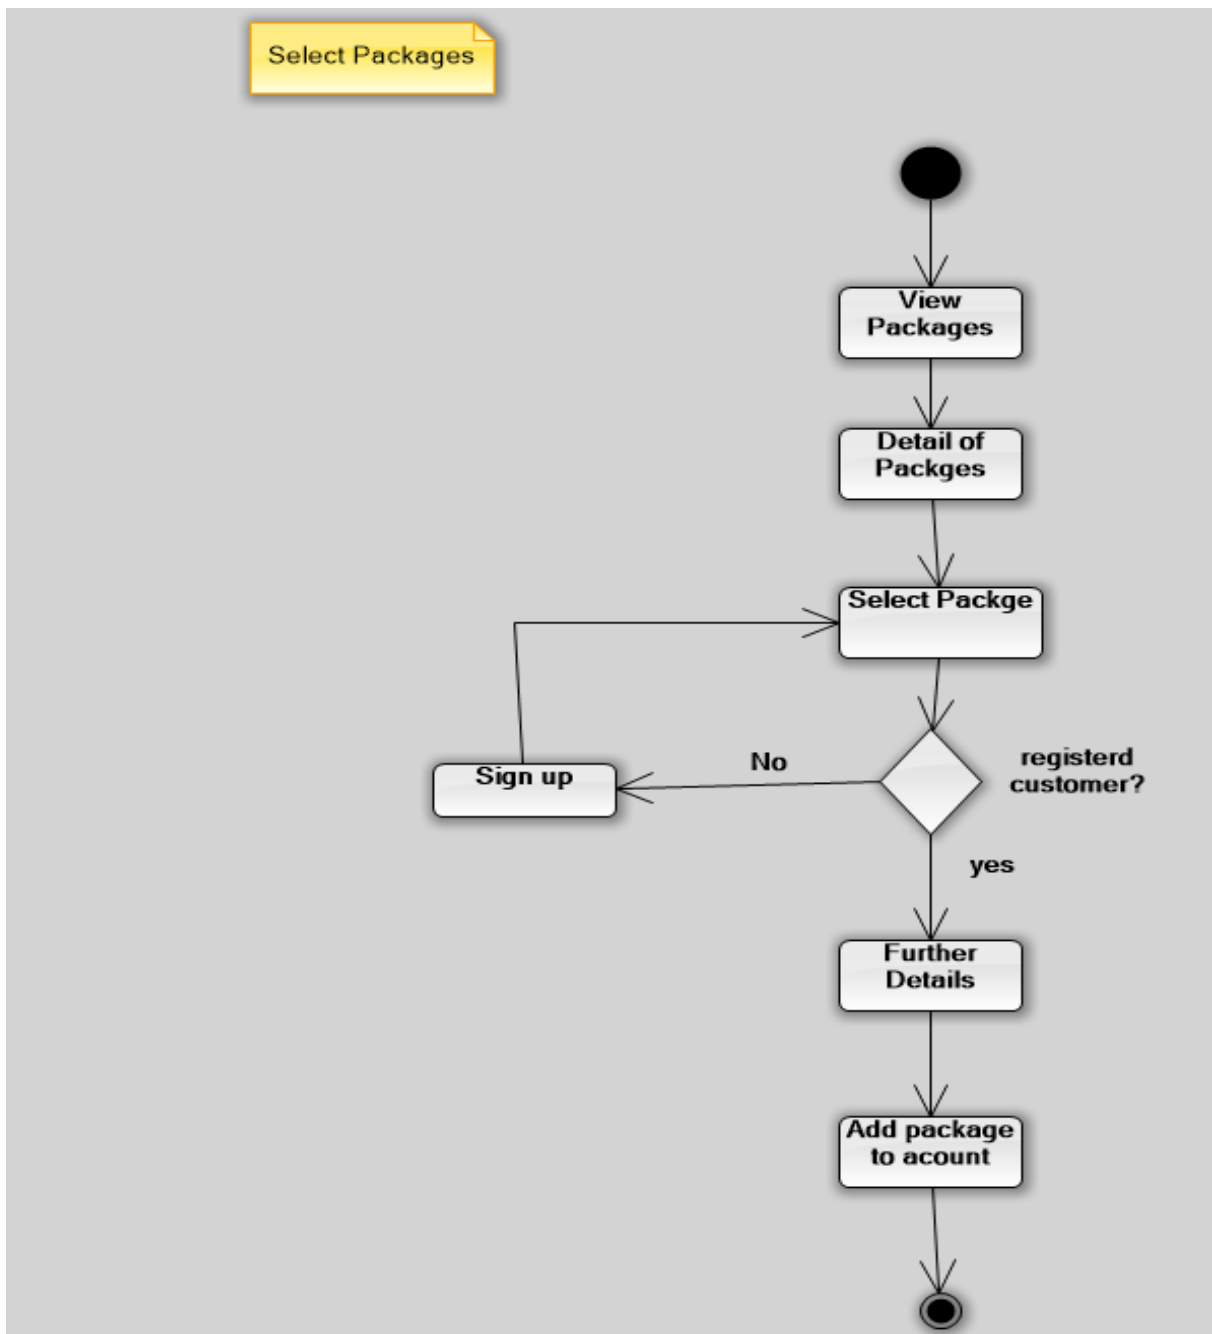 Select Packages
View
Packages
Detail of
Packges
Select Packge
No
registerd
customer?
Sign up
yes
Further
Details
Add package
to acount